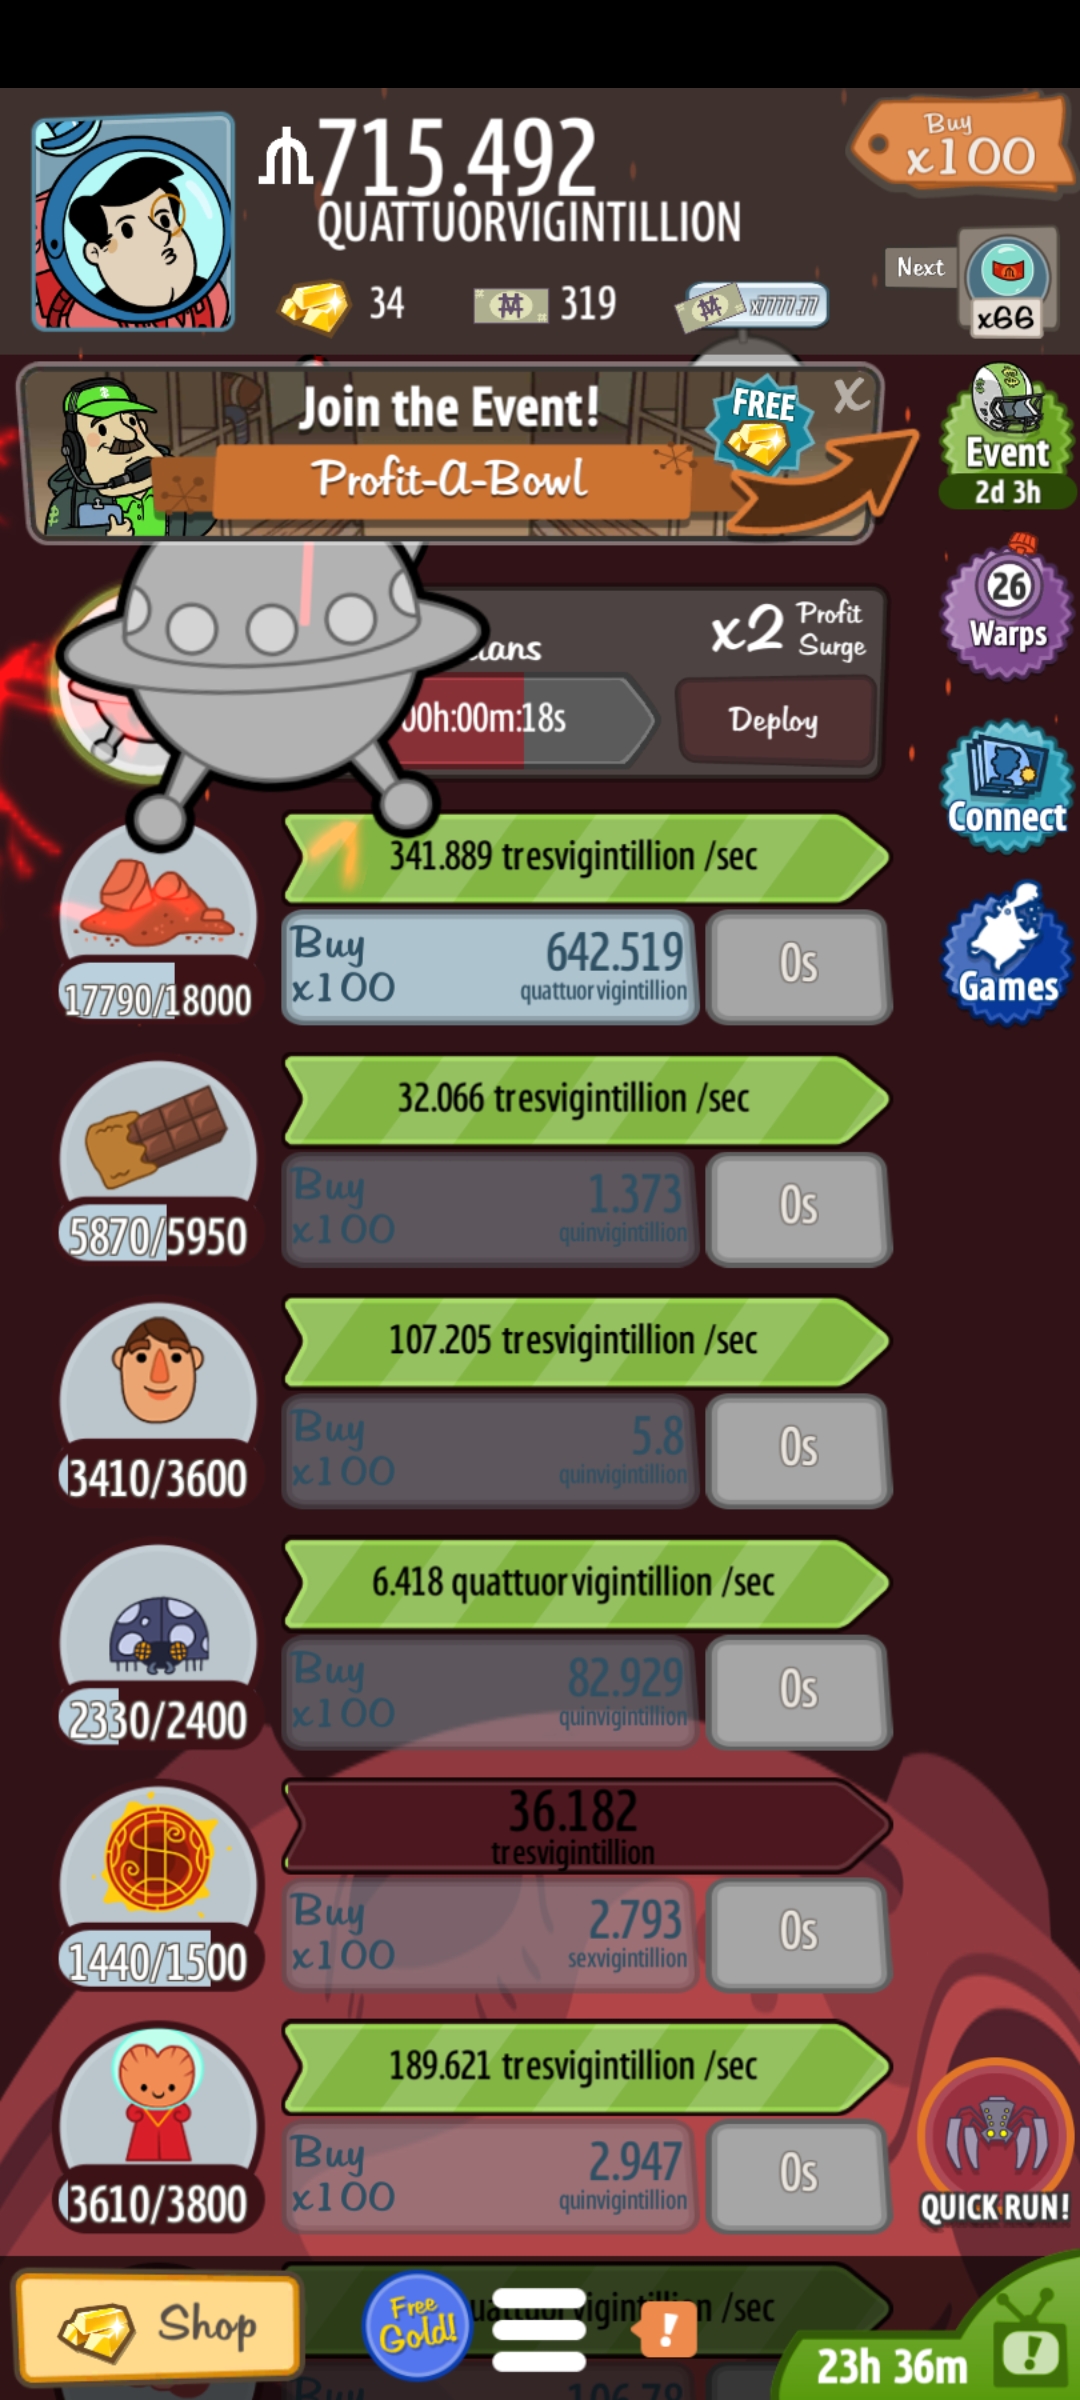 715.492
Buy
x100
QUATTUORVIGINTILLION
Next
34
319
x7777.77
x66
Join the Event!
FREE
X
Profit-A-Bowl
Event
2d 3h
26
Warps
x2 Profit
Surge
00h:00m:18s
Deploy
Connect
341.889 tresvigintillion /sec
Buy
x100
642.519
quattuorvigintillion
0s
17790/18000
Games
32.066 tresvigintillion /sec
Buy
x100
1.373
quinvigintillion
0s
5870/5950
107.205 tresvigintillion /sec
Buy
x100
5.8
quinvigintillion
0s
3410/3600
6.418 quattuorvigintillion /sec
Buy
x100
82.929
quinvigintillion
0s
2330/2400
36.182
tresvigintillion
Buy
x100
2.793
sexvigintillion
0s
1440/1500
189.621 tresvigintillion /sec
Buy
x100
2.947
quinvigintillion
0s
3610/3800
QUICK RUN!
Shop
Free
Gold!
/sec
!
23h 36m
!
Buy